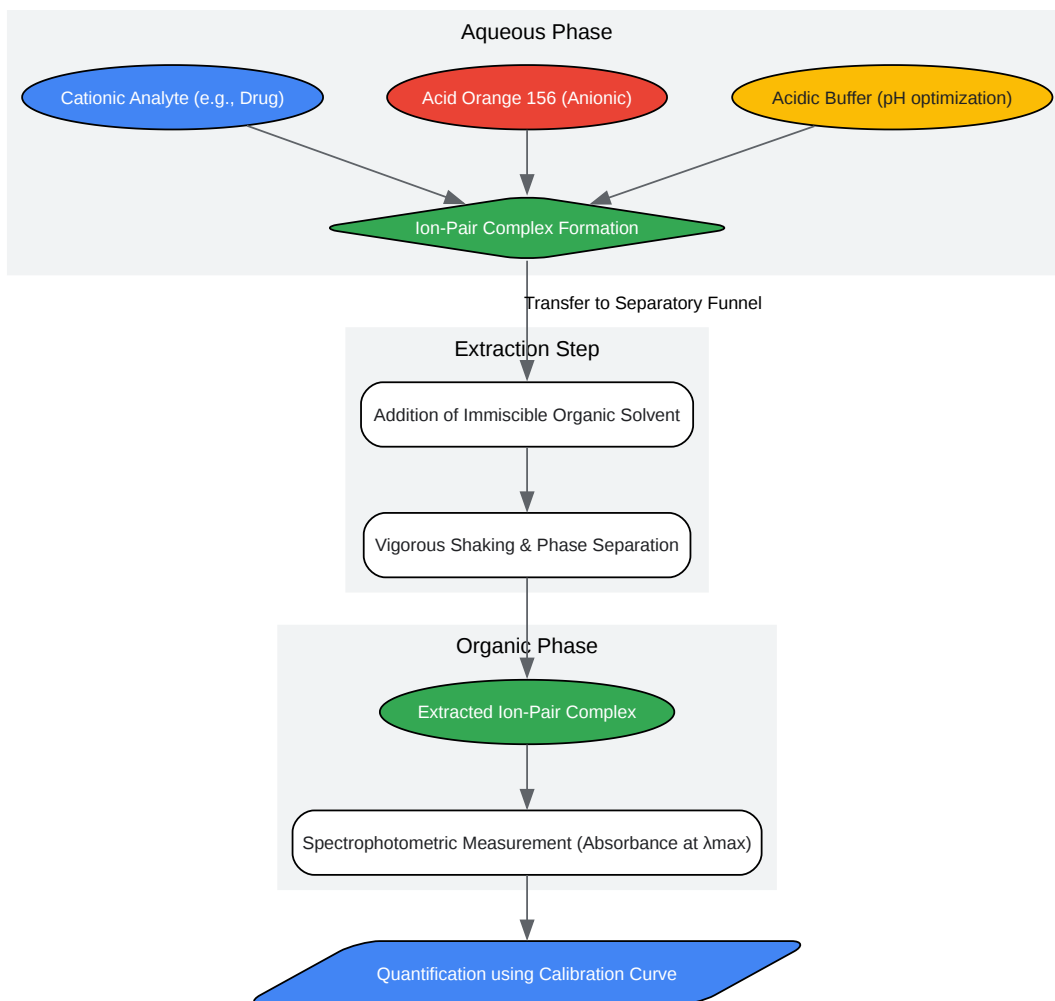 Aqueous Phase
Cationic Analyte (e.g., Drug)
Acid Orange 156 (Anionic)
Acidic Buffer (pH optimization)
Ion-Pair Complex Formation
Transfer to Separatory Funnel
Extraction Step
Addition of Immiscible Organic Solvent
Vigorous Shaking & Phase Separation
Organic Phase
Extracted Ion-Pair Complex
Spectrophotometric Measurement (Absorbance at λmax)
Quantification using Calibration Curve